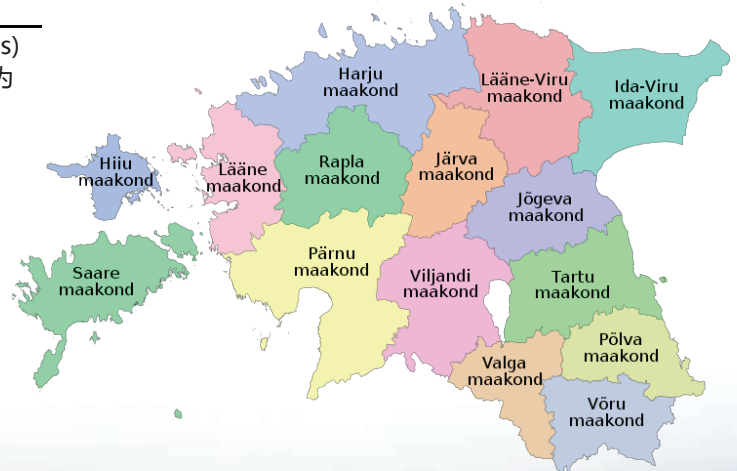 s)
为
Harju
maakond
Lääne-Viru
maakond
Ida-Viru
maakond
Hiiu
maakond
Lääne
maakond
Rapla
maakond
Järva
maakond
Jõgeva
maakond
Saare
maakond
Pärnu
maakond
Viljandi
maakond
Tartu
maakond
Valga
maakond
Põlva
maakond
Võru
maakond